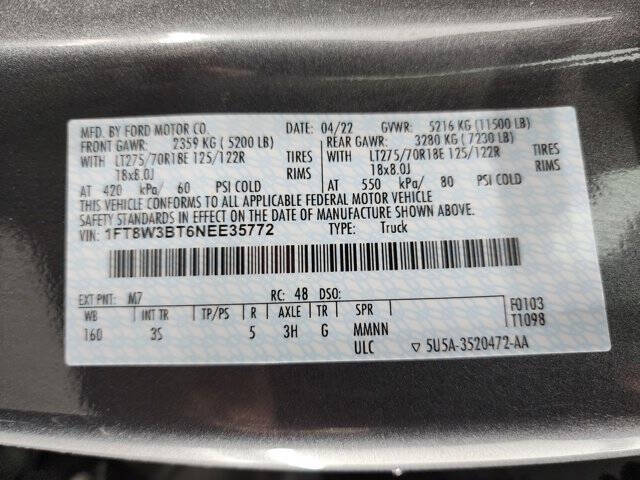 MFD. BY FORD MOTOR CO. DATE: 04/22 GVWR: 5216 KG (11500 LB)
FRONT GAWR: 2359 KG (5200 LB) REAR GAWR: 3280 KG (7230 LB)
WITH LT275/70R18E 125/122R TIRES WITH LT275/70R18E 125/122R TIRES
18x8.0J RIMS 18x8.0J RIMS
AT 420 kPa/ 60 PSI COLD AT 550 kPa/ 80 PSI COLD
THIS VEHICLE CONFORMS TO ALL APPLICABLE FEDERAL MOTOR VEHICLE
SAFETY STANDARDS IN EFFECT ON THE DATE OF MANUFACTURE SHOWN ABOVE.
VIN: 1FT8W3BT6NEE35772 TYPE: Truck
EXT PNT: M7 RC: 48 DSO:
WB INT TR TP/PS R AXLE TR SPR F0103
160 3S 5 3H G MMNN T1098
ULC ▽ 5U5A-3520472-AA